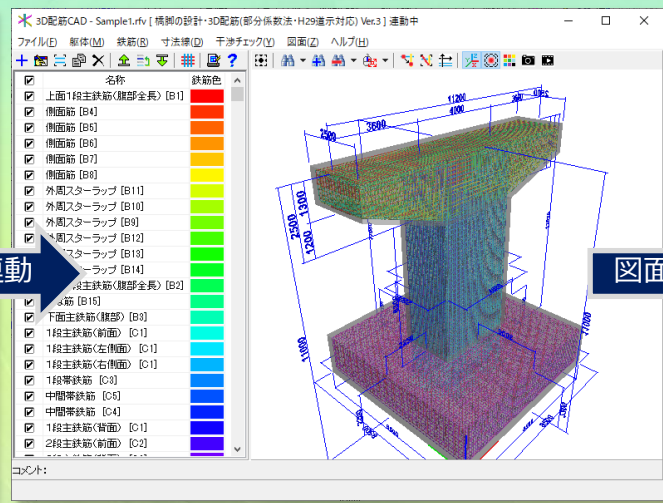 3D配筋CAD - Sample1.rfv [ 橋脚の設計・3D配筋(部分係数法・H29道示対応) Ver.3 ] 連動中
ファイル(F) 躯体(M) 鉄筋(R) 寸法線(D) 干渉チェック(Y) 図面(Z) ヘルプ(H)
名称 鉄筋色
上面1段主鉄筋(腹部全長) [B1]
側面筋 [B4]
側面筋 [B5]
側面筋 [B6]
側面筋 [B7]
側面筋 [B8]
外周スターラップ [B11]
外周スターラップ [B10]
外周スターラップ [B9]
周スターラップ [B12]
スターラップ [B13]
ーラップ [B14]
段主鉄筋(腹部全長) [B2]
筋 [B15]
下面主鉄筋(腹部) [B3]
1段主鉄筋(前面) [C1]
1段主鉄筋(左側面) [C1]
1段主鉄筋(右側面) [C1]
1段帯鉄筋 [C3]
中間帯鉄筋 [C5]
中間帯鉄筋 [C4]
1段主鉄筋(背面) [C1]
2段主鉄筋(前面) [C2]
コメント:
動
図面
11200
4000
2500
3600
1300
2500
1200
11000